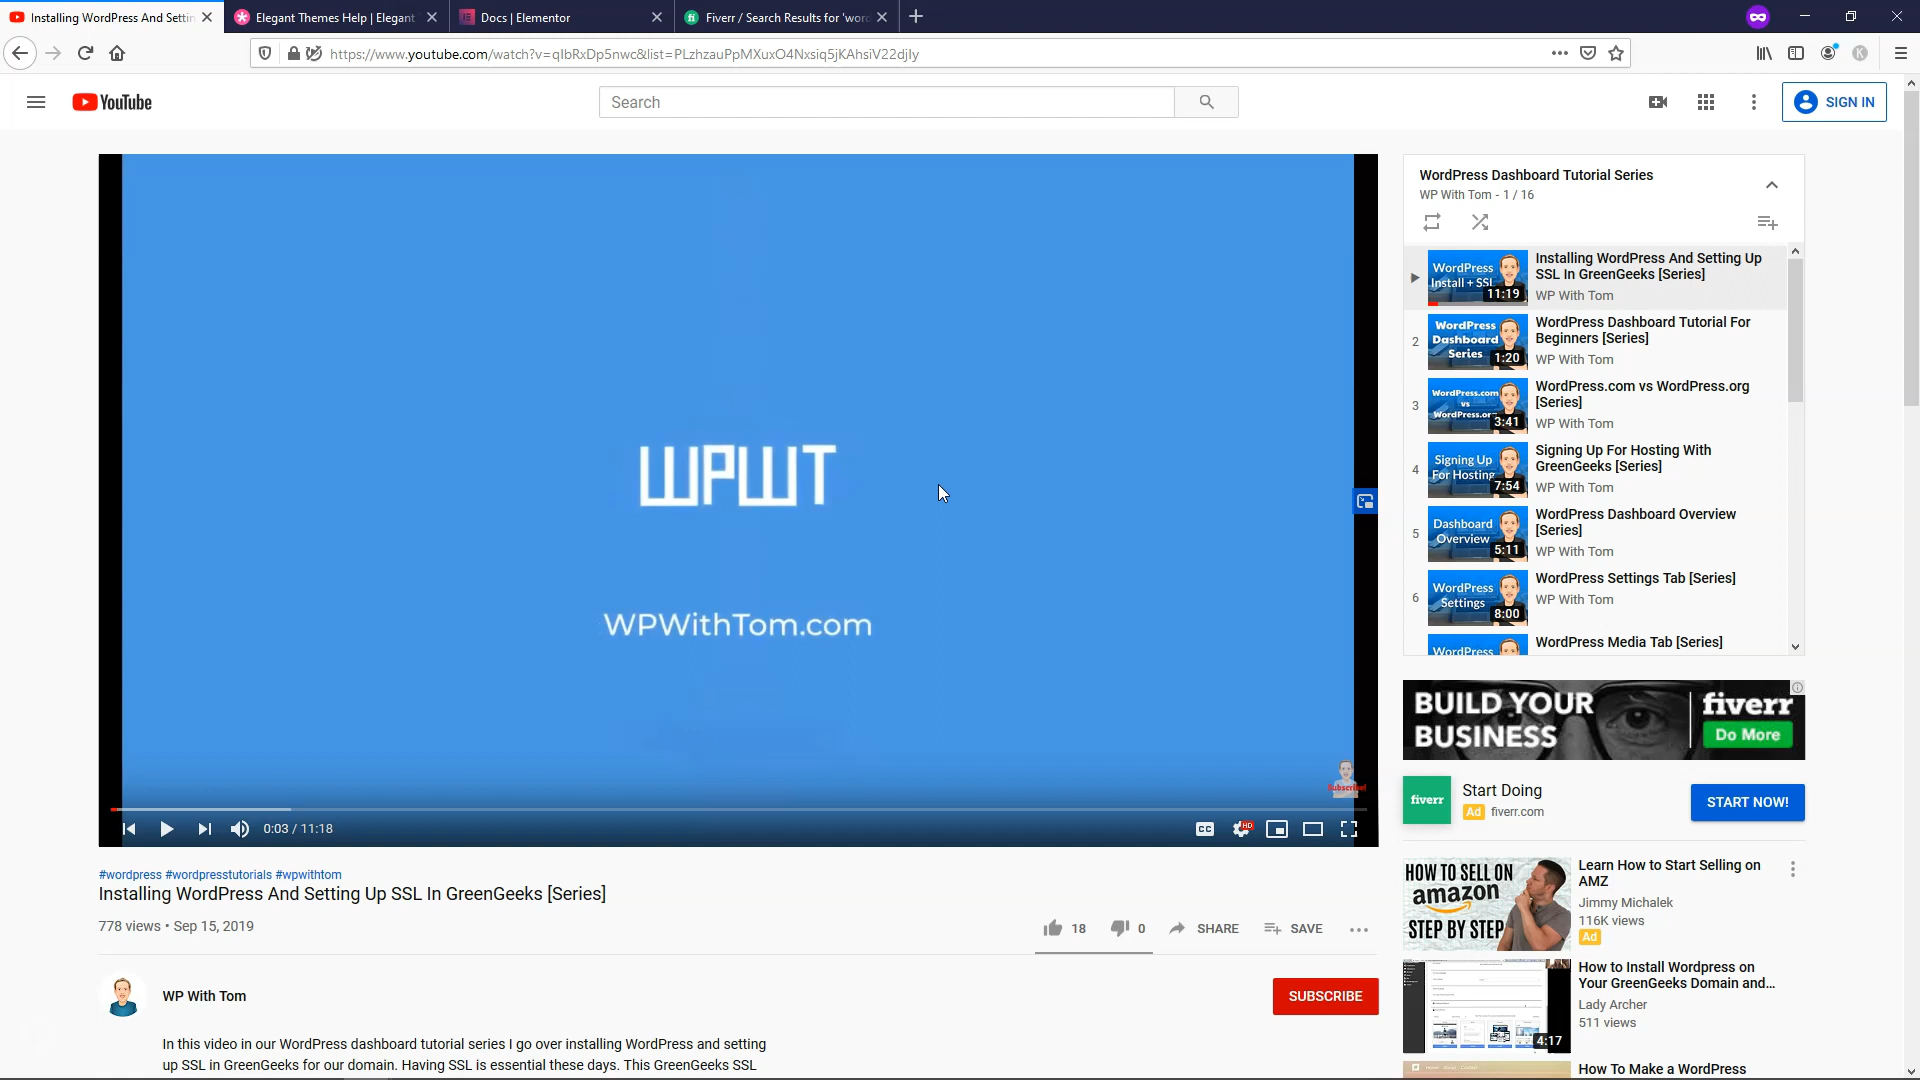 Installing WordPress And Settin
Elegant Themes Help | Elegant
Docs | Elementor
Fiverr / Search Results for 'wor
https://www.youtube.com/watch?v=qIbRxDp5nwc&list=PLzhzauPpMXuxO4Nxsiq5jKAhsiV22djIy
YouTube
Search
SIGN IN
WPWT
WPWithTom.com
Subscribe!
0:03 / 11:18
CC
HD
#wordpress #wordpresstutorials #wpwithtom
Installing WordPress And Setting Up SSL In GreenGeeks [Series]
778 views • Sep 15, 2019
18
0
SHARE
SAVE
WP With Tom
SUBSCRIBE
In this video in our WordPress dashboard tutorial series I go over installing WordPress and setting
up SSL in GreenGeeks for our domain. Having SSL is essential these days. This GreenGeeks SSL
WordPress Dashboard Tutorial Series
WP With Tom - 1 / 16
WordPress
Install + SSL
11:19
Installing WordPress And Setting Up
SSL In GreenGeeks [Series]
WP With Tom
2
WordPress
Dashboard
Series
1:20
WordPress Dashboard Tutorial For
Beginners [Series]
WP With Tom
3
WordPress.com
vs
WordPress.org
3:41
WordPress.com vs WordPress.org
[Series]
WP With Tom
4
Signing Up
For Hosting
7:54
Signing Up For Hosting With
GreenGeeks [Series]
WP With Tom
5
Dashboard
Overview
5:11
WordPress Dashboard Overview
[Series]
WP With Tom
6
WordPress
Settings
8:00
WordPress Settings Tab [Series]
WP With Tom
WordPress
WordPress Media Tab [Series]
BUILD YOUR
BUSINESS
fiverr
Do More
fiverr
Start Doing
Ad fiverr.com
START NOW!
HOW TO SELL ON
amazon
STEP BY STEP
Learn How to Start Selling on
AMZ
Jimmy Michalek
116K views
Ad
4:17
How to Install Wordpress on
Your GreenGeeks Domain and...
Lady Archer
511 views
How To Make a WordPress